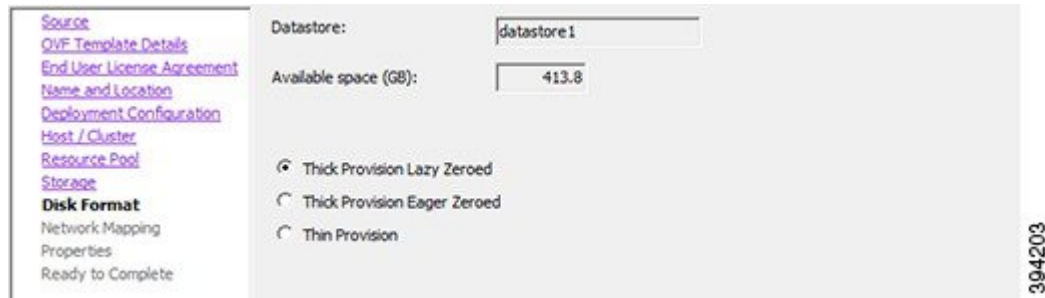 Source
OVF Template Details
End User License Agreement
Name and Location
Deployment Configuration
Host / Cluster
Resource Pool
Storage
Disk Format
Network Mapping
Properties
Ready to Complete
Datastore: datastore1
Available space (GB): 413.8
Thick Provision Lazy Zeroed
Thick Provision Eager Zeroed
Thin Provision
394203